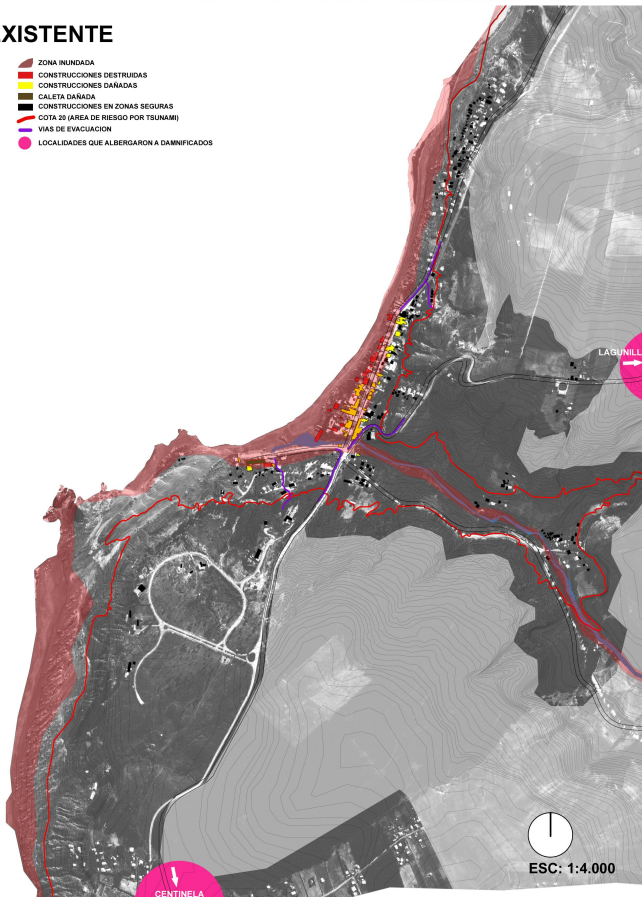 XISTENTE
ZONA INUNDADA
CONSTRUCCIONES DESTRUIDAS
CONSTRUCCIONES DAÑADAS
CALETA DAÑADA
CONSTRUCCIONES EN ZONAS SEGURAS
COTA 20 (AREA DE RIESGO POR TSUNAMI)
VIAS DE EVACUACION
LOCALIDADES QUE ALBERGARON A DAMNIFICADOS
LAGUNILL
ESC: 1:4.000
CENTINELA